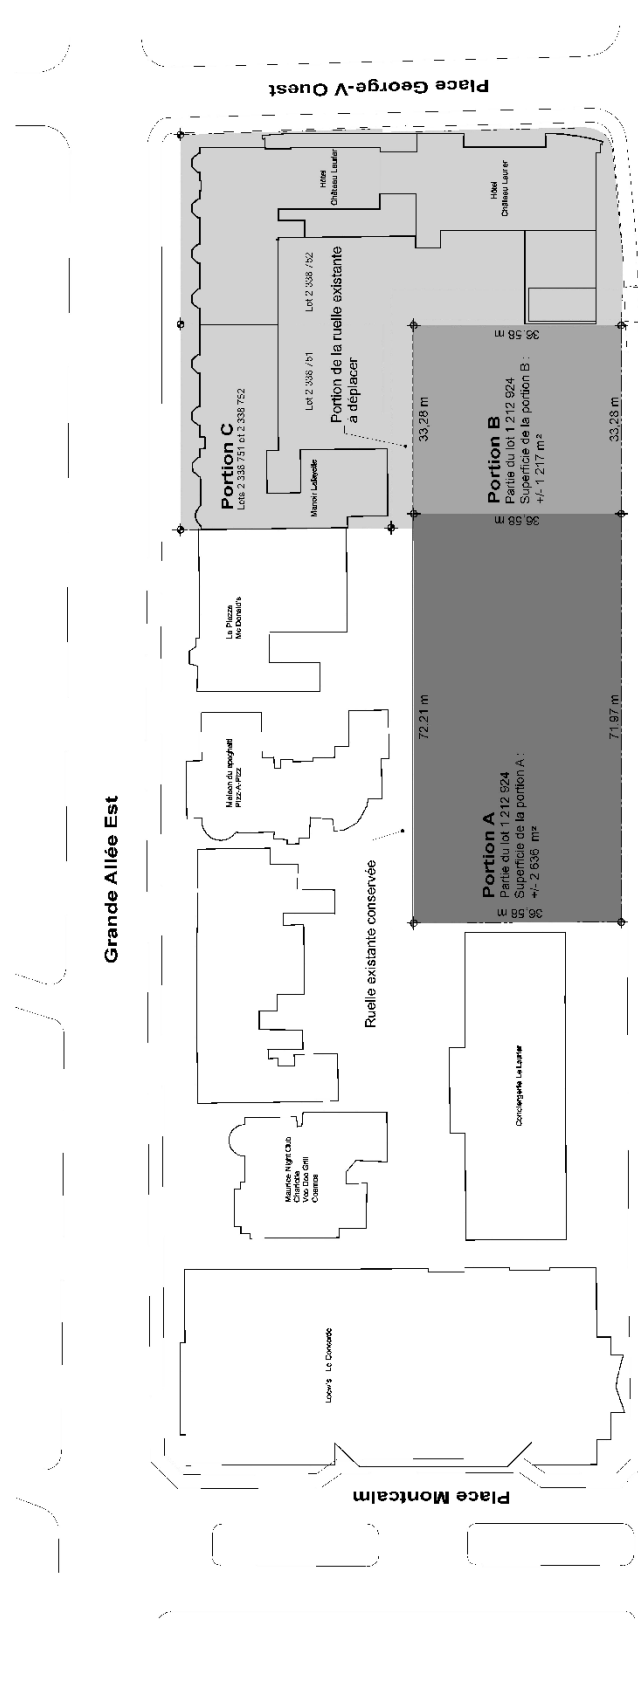 Place George-V Ouest
Hôtel
Château Laurier
Hôtel
Château Laurier
Lot 2 338 752
Lot 2 338 751
Portion de la ruelle existante
à déplacer
Portion C
Lots 2 338 751 et 2 338 752
Manoir Lafayette
36,58 m
33,28 m
33,28 m
Portion B
Partie du lot 1 212 924
Superficie de la portion B :
+/- 1 217 m²
36,58 m
La Piazza
Mc Donald's
72.21 m
71.97 m
Maison du spaghetti
Pizz-A-Pizz
Grande Allée Est
Portion A
Partie du lot 1 212 924
Superficie de la portion A :
+/- 2 636 m²
36,58 m
Ruelle existante conservée
Conciergerie Le Laurier
Maurice Night Club
Charlotte
Voo Doo Grill
Cosmos
Loew's Le Concorde
Place Montcalm